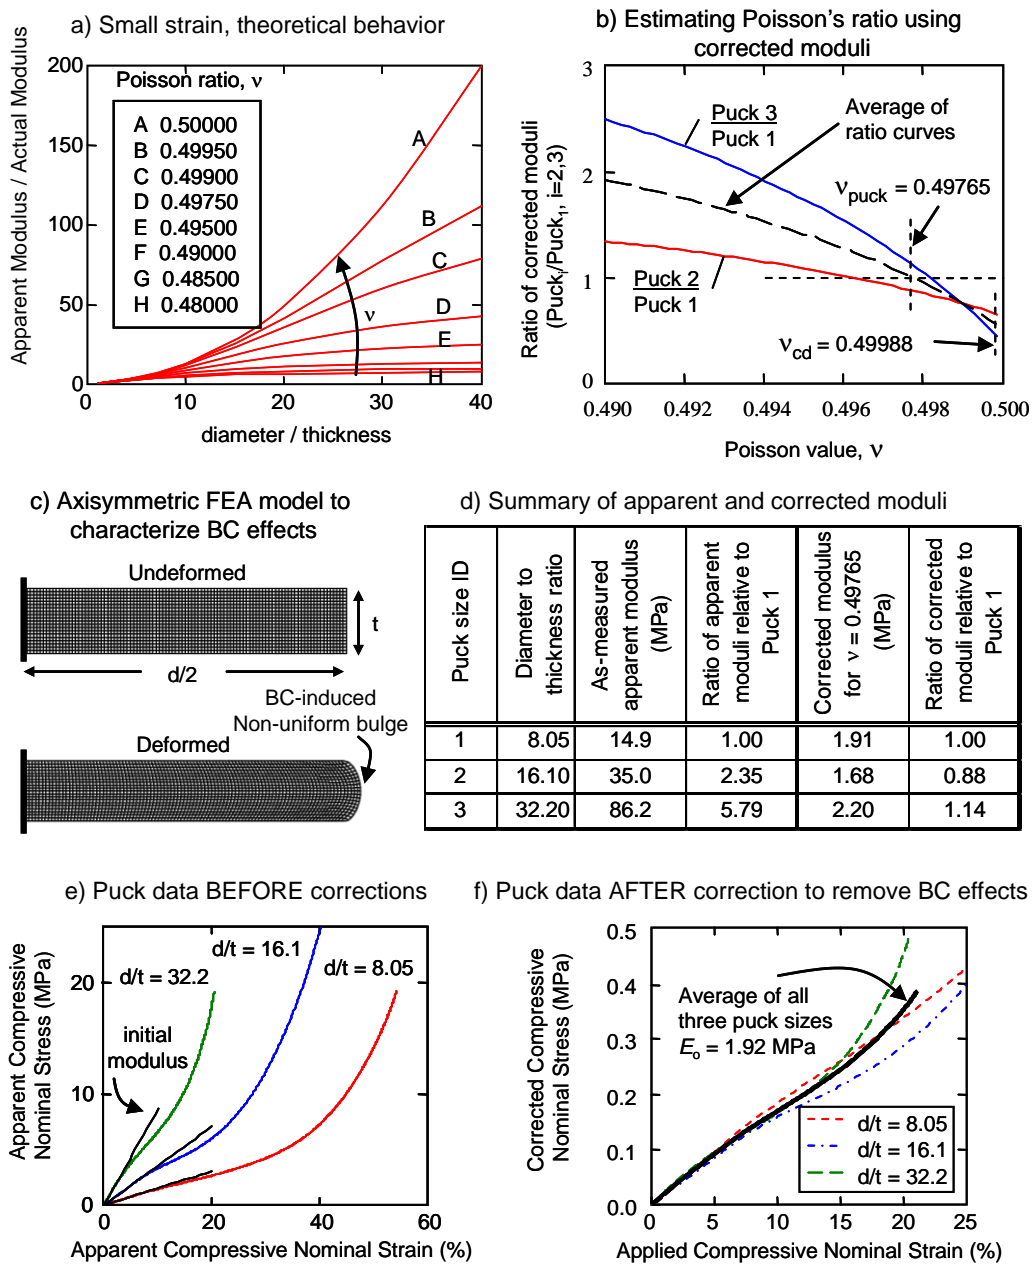 a) Small strain, theoretical behavior
Apparent Modulus / Actual Modulus
200
150
100
50
0
Poisson ratio, ν
A 0.50000
B 0.49950
C 0.49900
D 0.49750
E 0.49500
F 0.49000
G 0.48500
H 0.48000
A
B
C
D
E
H
ν
0
10
20
30
40
diameter / thickness
b) Estimating Poisson's ratio using
corrected moduli
Ratio of corrected moduli
(Puckᵢ/Puck₁, i=2,3)
3
2
1
0
Puck 3
Puck 1
Average of
ratio curves
νpuck = 0.49765
Puck 2
Puck 1
νcd = 0.49988
0.490
0.492
0.494
0.496
0.498
0.500
Poisson value, ν
c) Axisymmetric FEA model to
characterize BC effects
Undeformed
t
d/2
BC-induced
Non-uniform bulge
Deformed
d) Summary of apparent and corrected moduli
Puck size ID
Diameter to
thickness ratio
As-measured
apparent modulus
(MPa)
Ratio of apparent
moduli relative to
Puck 1
Corrected modulus
for ν = 0.49765
(MPa)
Ratio of corrected
moduli relative to
Puck 1
1 8.05 14.9 1.00 1.91 1.00
2 16.10 35.0 2.35 1.68 0.88
3 32.20 86.2 5.79 2.20 1.14
e) Puck data BEFORE corrections
Apparent Compressive
Nominal Stress (MPa)
20
10
0
d/t = 16.1
d/t = 32.2
d/t = 8.05
initial
modulus
0
20
40
60
Apparent Compressive Nominal Strain (%)
f) Puck data AFTER correction to remove BC effects
Corrected Compressive
Nominal Stress (MPa)
0.5
0.4
0.3
0.2
0.1
0.0
Average of all
three puck sizes
Eₒ = 1.92 MPa
d/t = 8.05
d/t = 16.1
d/t = 32.2
0
5
10
15
20
25
Applied Compressive Nominal Strain (%)